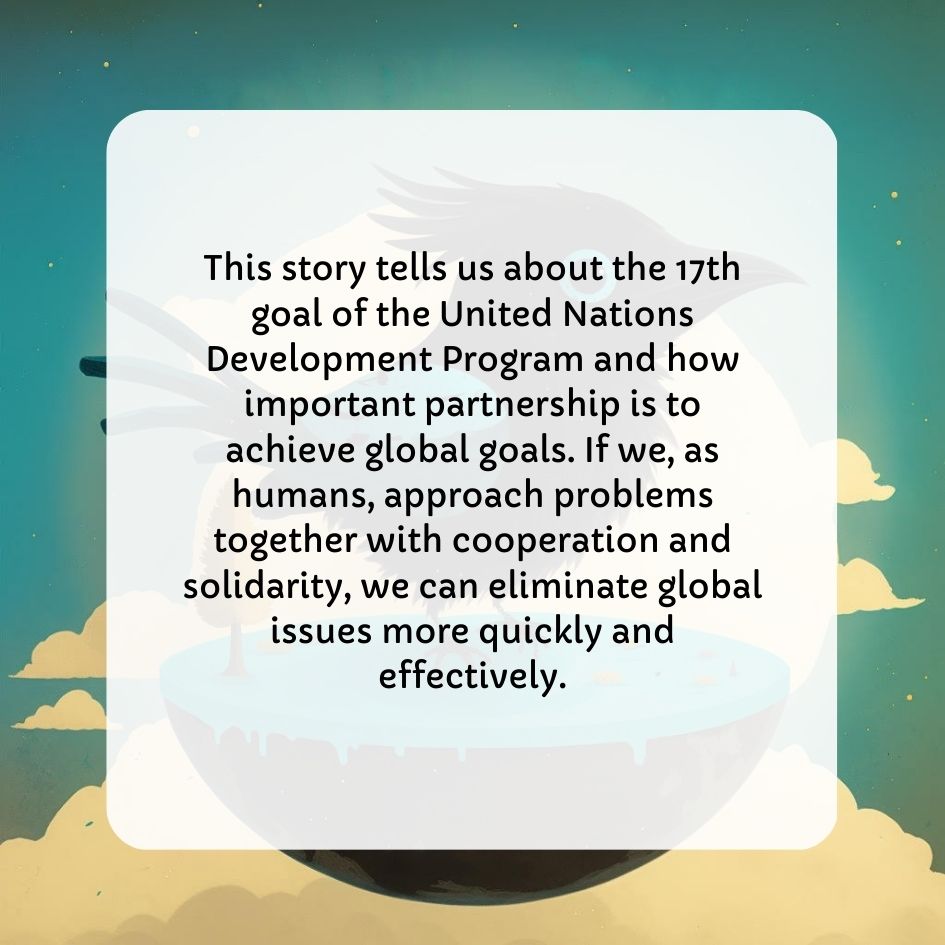 This story tells us about the 17th
goal of the United Nations
Development Program and how
important partnership is to
achieve global goals. If we, as
humans, approach problems
together with cooperation and
solidarity, we can eliminate global
issues more quickly and
effectively.